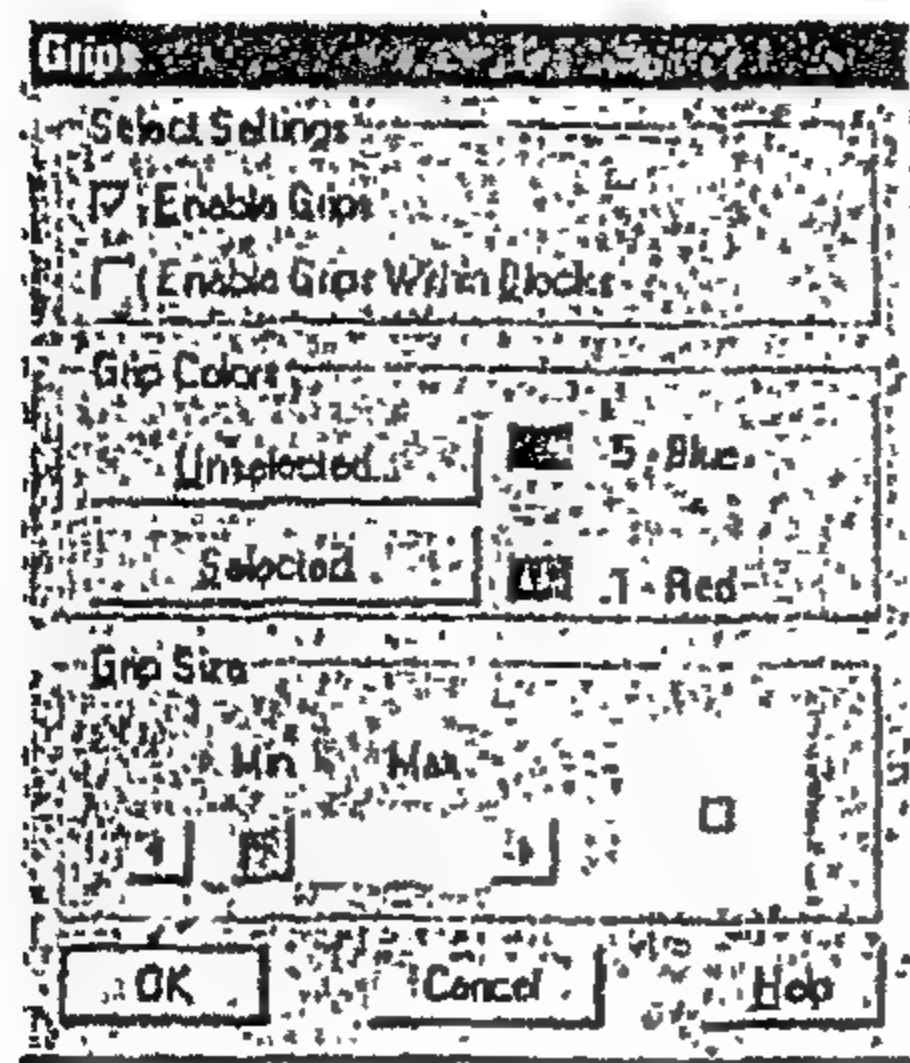 Grips
Select Settings
Enable Grips
Enable Grips Within Blocks
Grip Colors
Unselected...
5 - Blue
Selected...
1 - Red
Grip Size
Min Max
OK Cancel Help